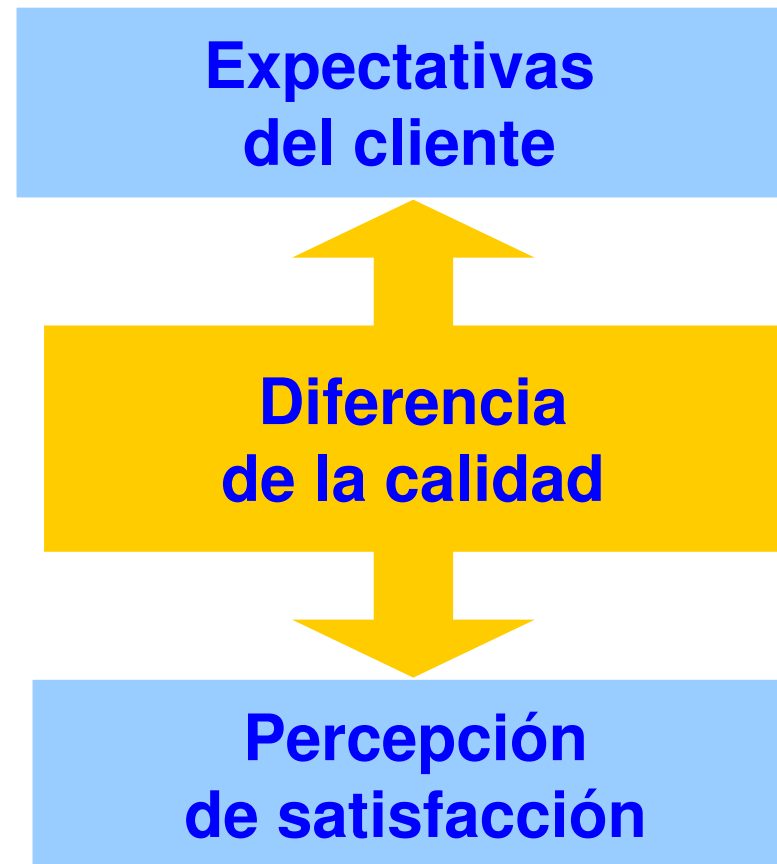 Expectativas
del cliente
Diferencia
de la calidad
Percepción
de satisfacción